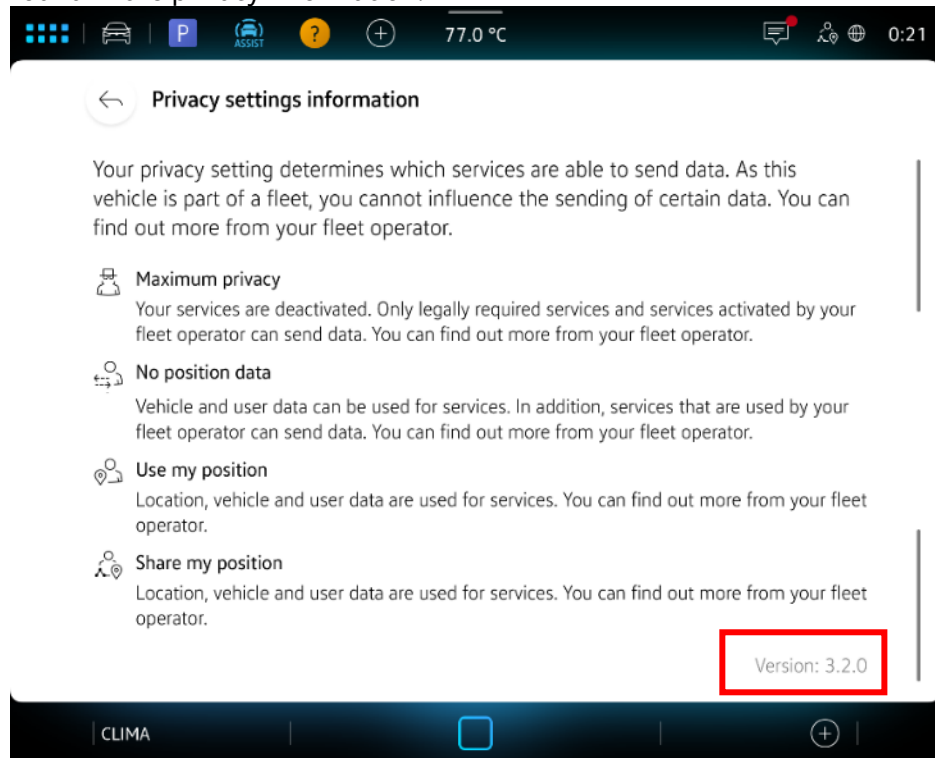 P
ASSIST
?
77.0 °C
0:21
Privacy settings information
Your privacy setting determines which services are able to send data. As this
vehicle is part of a fleet, you cannot influence the sending of certain data. You can
find out more from your fleet operator.
Maximum privacy
Your services are deactivated. Only legally required services and services activated by your
fleet operator can send data. You can find out more from your fleet operator.
No position data
Vehicle and user data can be used for services. In addition, services that are used by your
fleet operator can send data. You can find out more from your fleet operator.
Use my position
Location, vehicle and user data are used for services. You can find out more from your fleet
operator.
Share my position
Location, vehicle and user data are used for services. You can find out more from your fleet
operator.
Version: 3.2.0
CLIMA